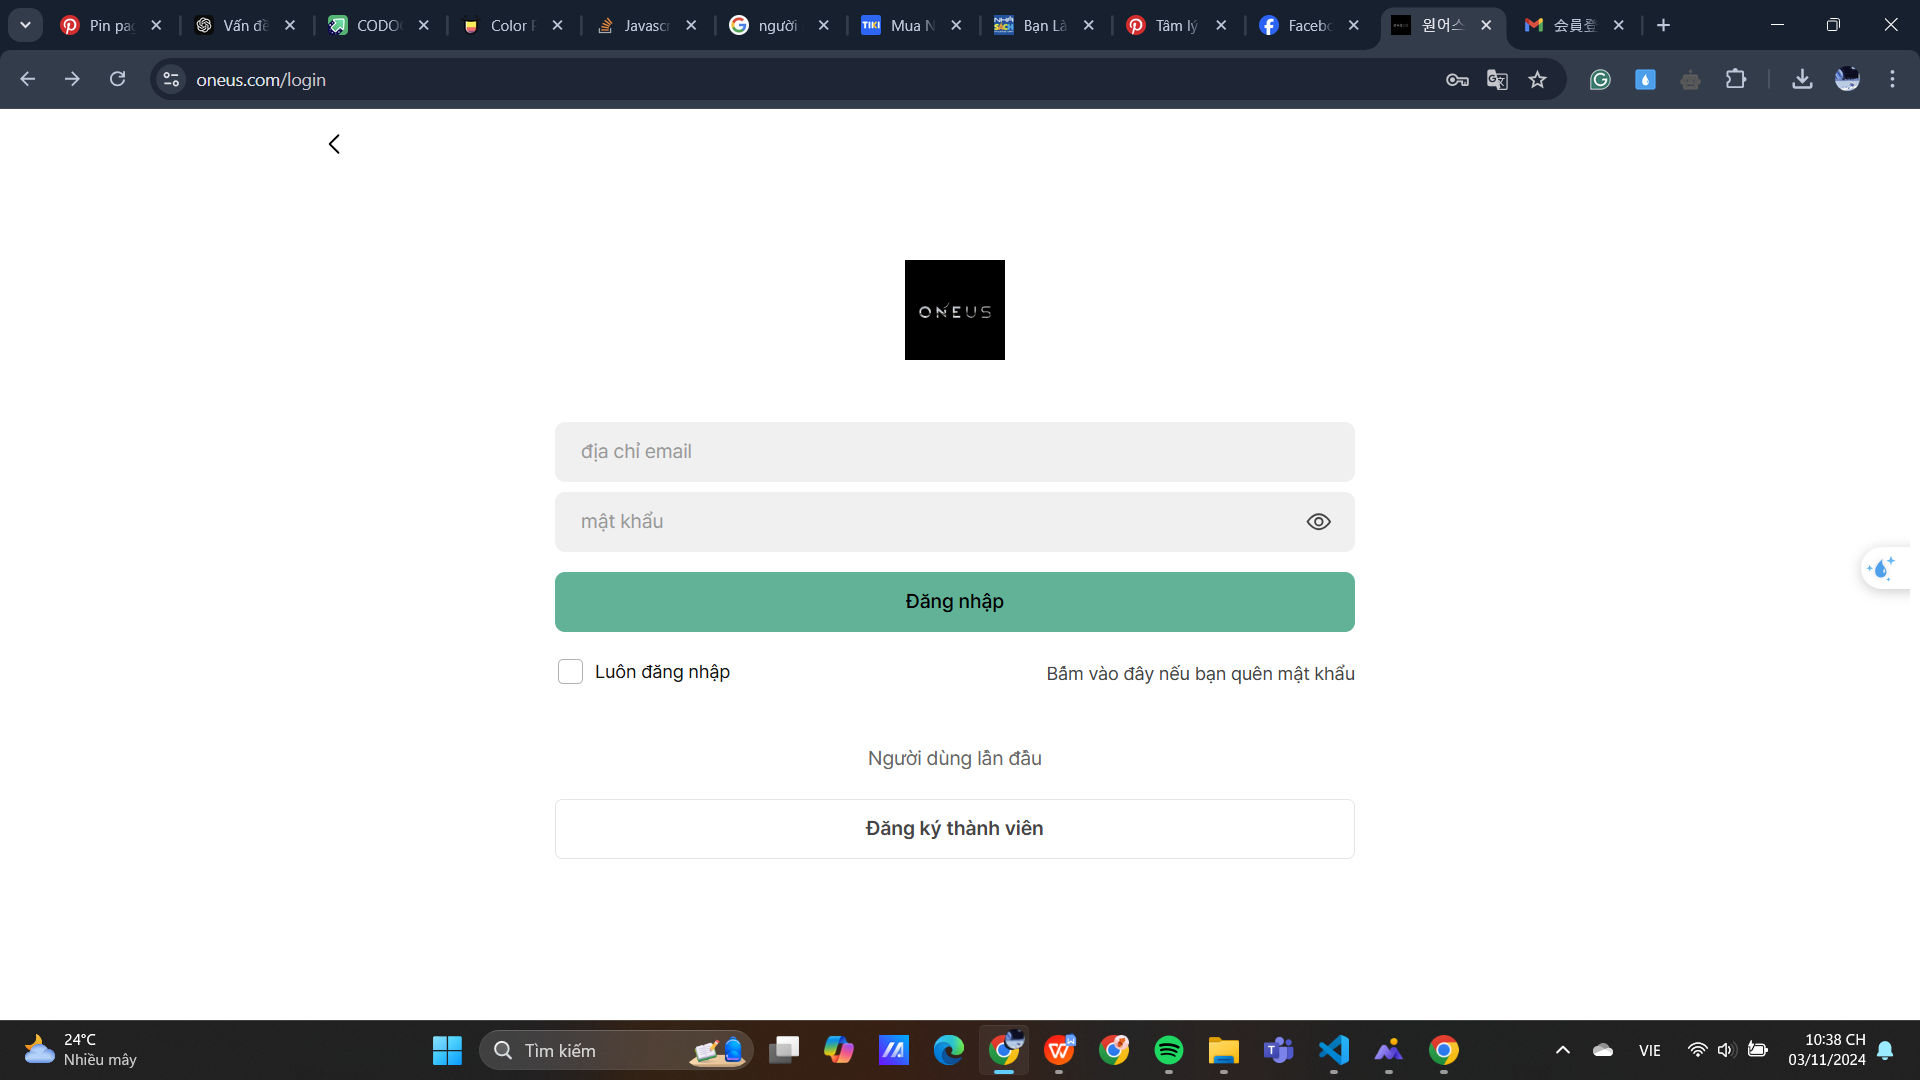 Pin pag
Vấn đề
CODO
Color
Javascr
người
Mua N
Bạn Là
Tâm lý
Facebo
원어스
会員登
oneus.com/login
ONEUS
địa chỉ email
mật khẩu
Đăng nhập
Luôn đăng nhập
Bấm vào đây nếu bạn quên mật khẩu
Người dùng lần đầu
Đăng ký thành viên
24°C
Nhiều mây
Tìm kiếm
VIE
10:38 CH
03/11/2024